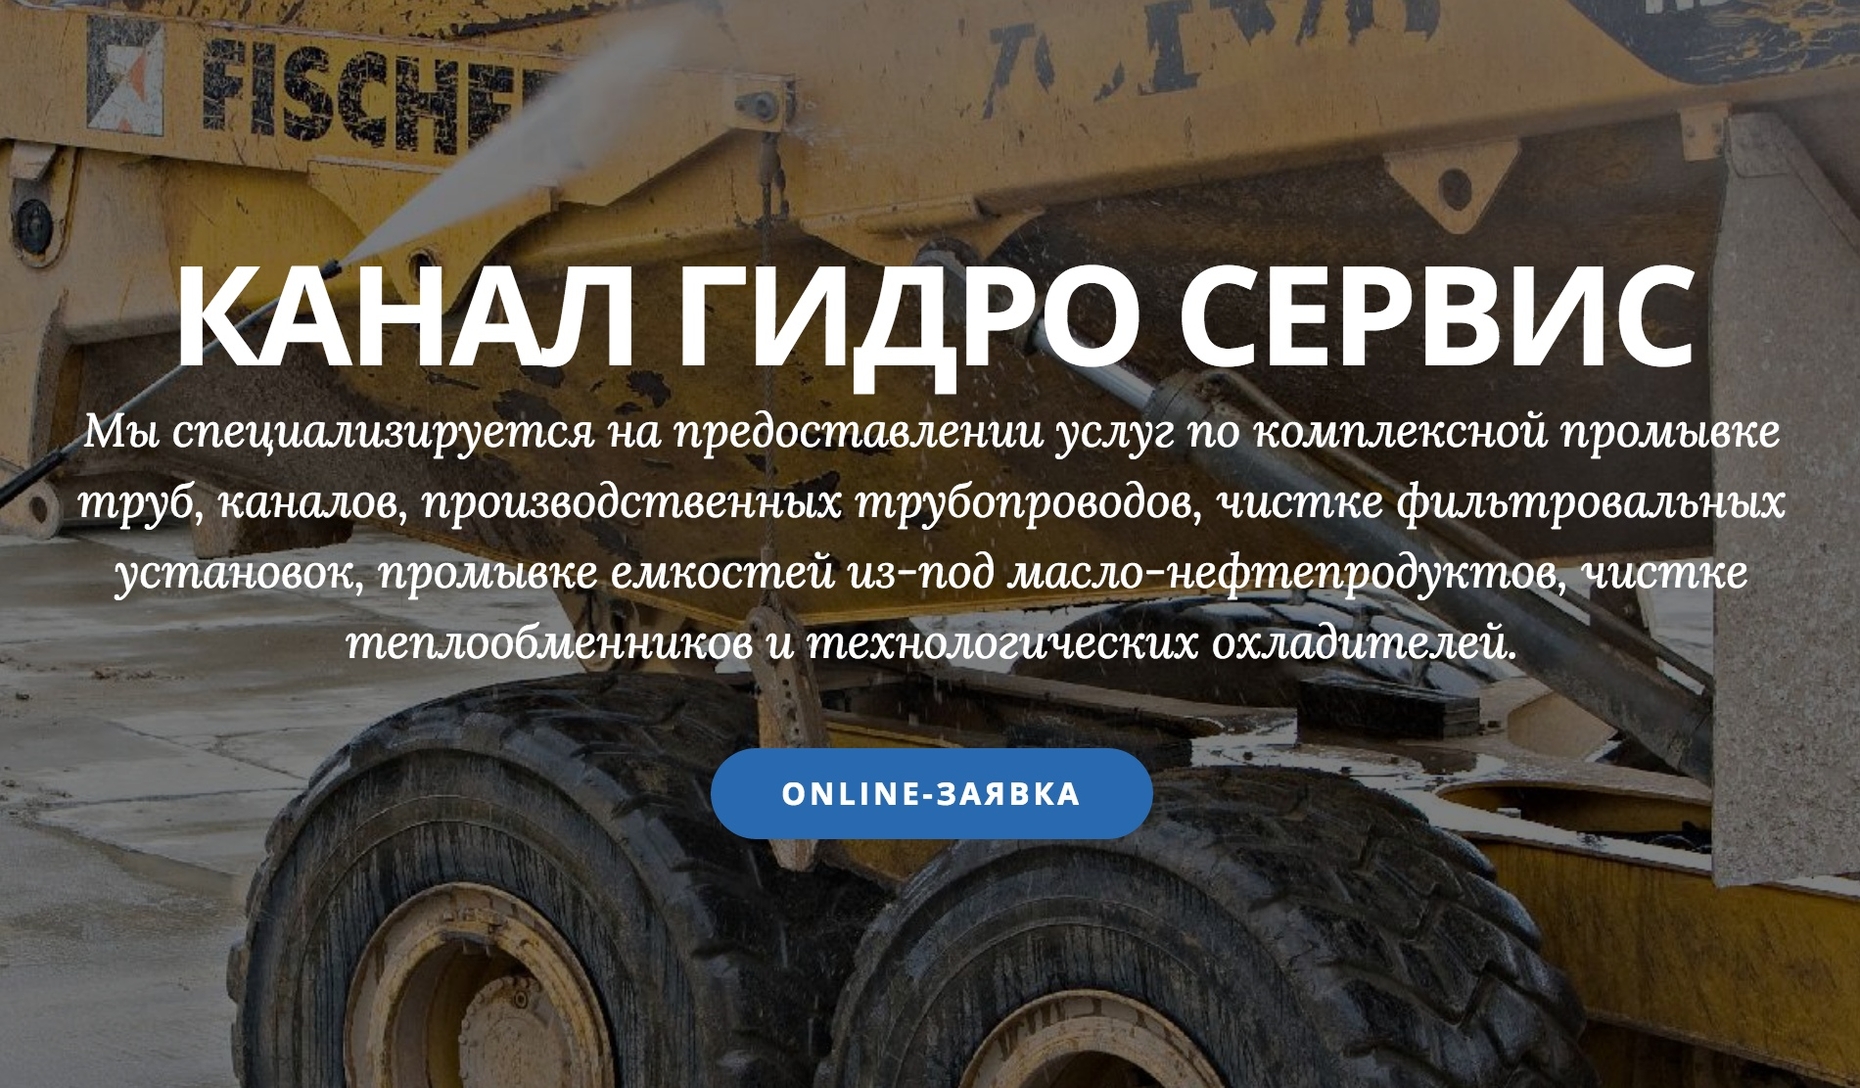 FISCHE
КАНАЛ ГИДРО СЕРВИС
Мы специализируется на предоставлении услуг по комплексной промывке
труб, каналов, производственных трубопроводов, чистке фильтровальных
установок, промывке емкостей из-под масло-нефтепродуктов, чистке
теплообменников и технологических охладителей.
ONLINE-ЗАЯВКА